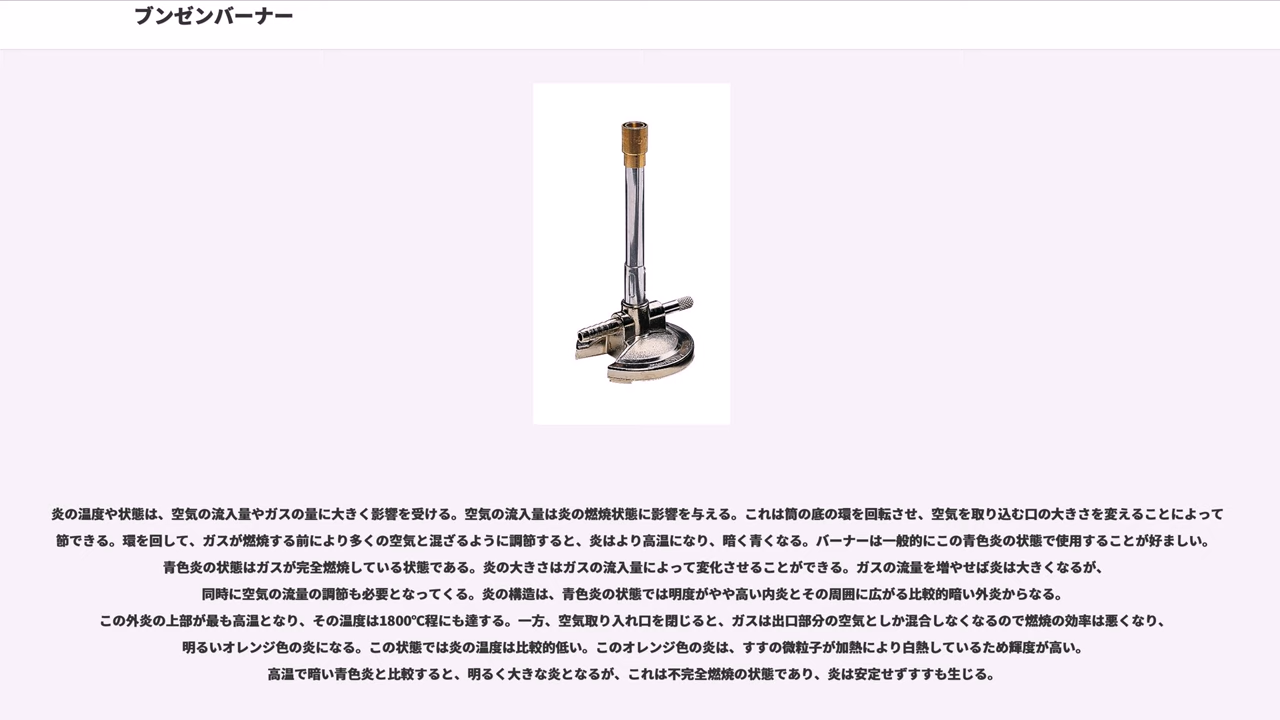 ブンゼンバーナー
炎の温度や状態は、空気の流入量やガスの量に大きく影響を受ける。空気の流入量は炎の燃焼状態に影響を与える。これは筒の底の環を回転させ、空気を取り込む口の大きさを変えることによって
節できる。環を回して、ガスが燃焼する前により多くの空気と混ざるように調節すると、炎はより高温になり、暗く青くなる。バーナーは一般的にこの青色炎の状態で使用することが好ましい。
青色炎の状態はガスが完全燃焼している状態である。炎の大きさはガスの流入量によって変化させることができる。ガスの流量を増やせば炎は大きくなるが、
同時に空気の流量の調節も必要となってくる。炎の構造は、青色炎の状態では明度がやや高い内炎とその周囲に広がる比較的暗い外炎からなる。
この外炎の上部が最も高温となり、その温度は1800℃程にも達する。一方、空気取り入れ口を閉じると、ガスは出口部分の空気としか混合しなくなるので燃焼の効率は悪くなり、
明るいオレンジ色の炎になる。この状態では炎の温度は比較的低い。このオレンジ色の炎は、すすの微粒子が加熱により白熱しているため輝度が高い。
高温で暗い青色炎と比較すると、明るく大きな炎となるが、これは不完全燃焼の状態であり、炎は安定せずすすも生じる。